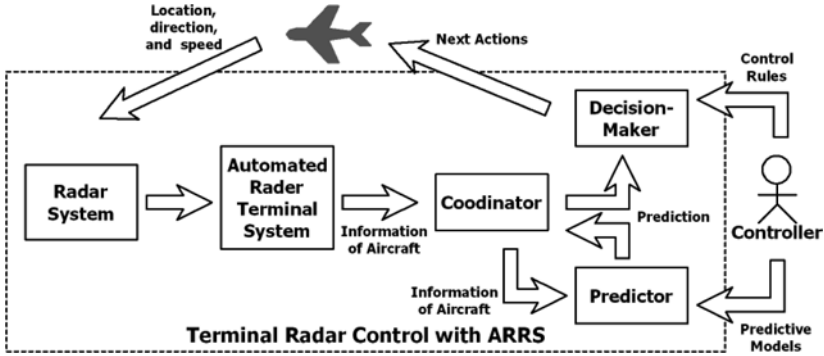 Location,
direction,
and speed
Next Actions
Control
Rules
Decision-
Maker
Radar
System
Automated
Rader
Terminal
System
Information
of Aircraft
Coodinator
Prediction
Controller
Information
of Aircraft
Predictor
Predictive
Models
Terminal Radar Control with ARRS